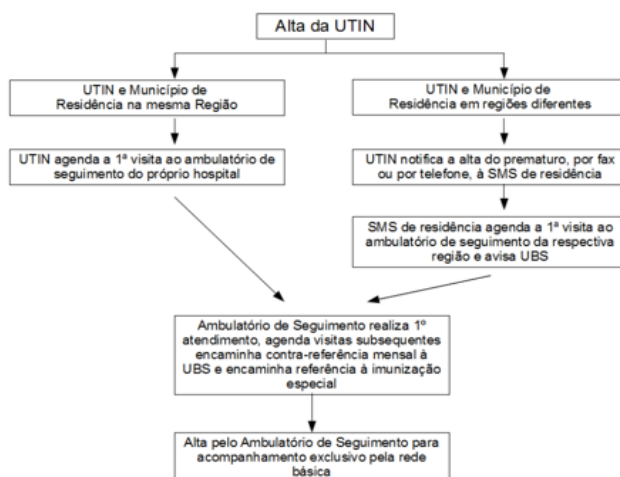 Alta da UTIN
UTIN e Município de
Residência na mesma Região
UTIN e Município de
Residência em regiões diferentes
UTIN agenda a 1ª visita ao ambulatório de
seguimento do próprio hospital
UTIN notifica a alta do prematuro, por fax
ou por telefone, à SMS de residência
SMS de residência agenda a 1ª visita ao
ambulatório de seguimento da respectiva
região e avisa UBS
Ambulatório de Seguimento realiza 1º
atendimento, agenda visitas subsequentes
encaminha contra-referência mensal à
UBS e encaminha referência à imunização
especial
Alta pelo Ambulatório de Seguimento para
acompanhamento exclusivo pela rede
básica